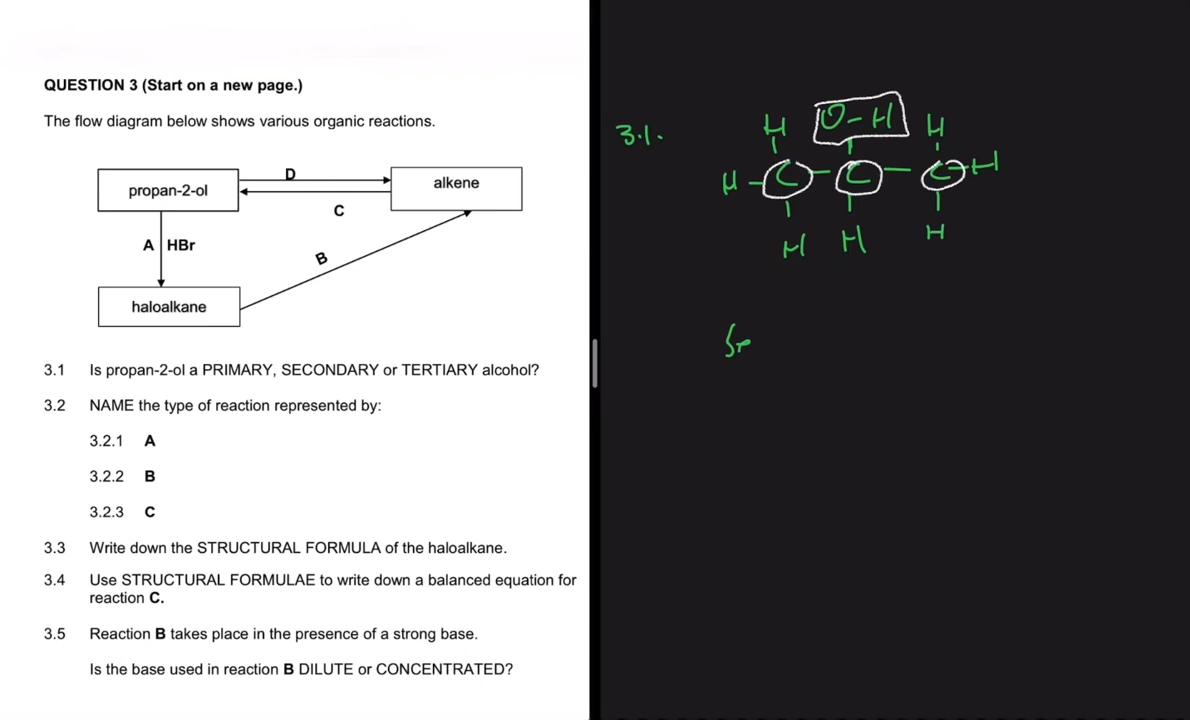 QUESTION 3 (Start on a new page.)
The flow diagram below shows various organic reactions.
propan-2-ol
D
alkene
C
A HBr
B
haloalkane
3.1 Is propan-2-ol a PRIMARY, SECONDARY or TERTIARY alcohol?
3.2 NAME the type of reaction represented by:
3.2.1 A
3.2.2 B
3.2.3 C
3.3 Write down the STRUCTURAL FORMULA of the haloalkane.
3.4 Use STRUCTURAL FORMULAE to write down a balanced equation for
reaction C.
3.5 Reaction B takes place in the presence of a strong base.
Is the base used in reaction B DILUTE or CONCENTRATED?
3.1.
H O-H H
H-C-C-C-H
H H H